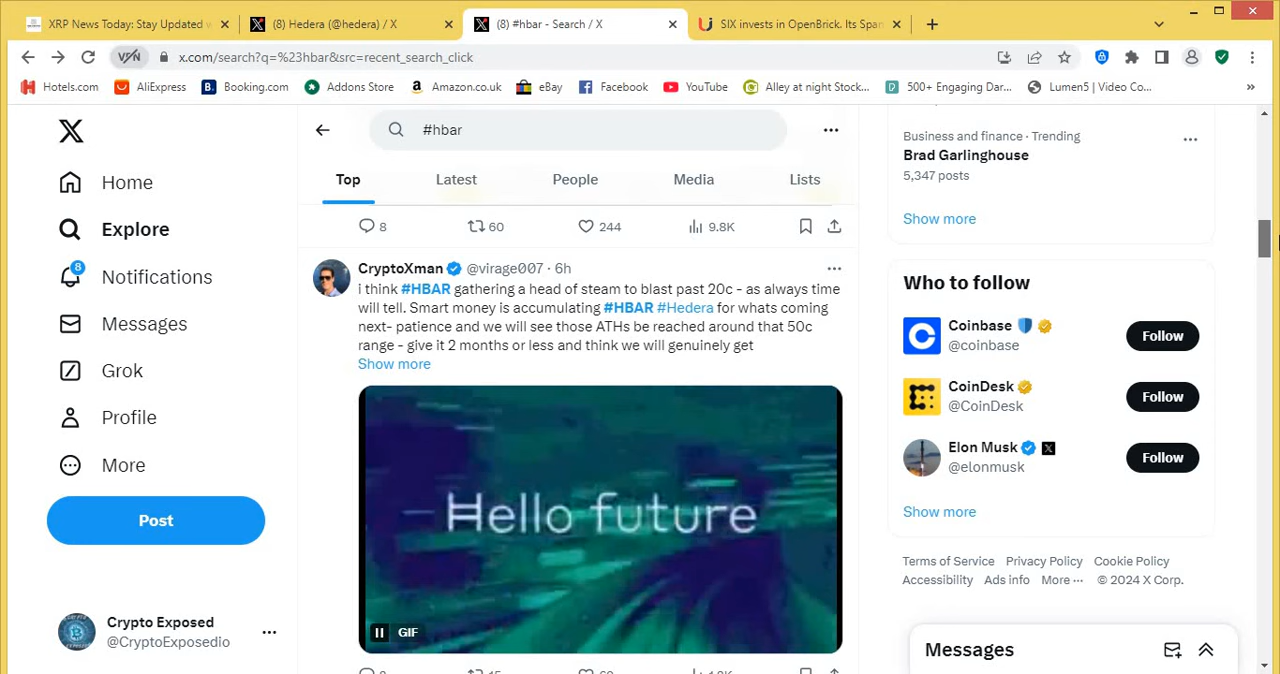 XRP News Today: Stay Updated w
(8) Hedera (@hedera) / X
(8) #hbar - Search / X
SIX invests in OpenBrick. Its Span
VPN
x.com/search?q=%23hbar&src=recent_search_click
Hotels.com
AliExpress
Booking.com
Addons Store
Amazon.co.uk
eBay
Facebook
YouTube
Alley at night Stock...
500+ Engaging Dar...
Lumen5 | Video Co...
#hbar
Top
Latest
People
Media
Lists
Home
Explore
8
Notifications
Messages
Grok
Profile
More
Post
Crypto Exposed
@CryptoExposedio
8
60
244
9.8K
CryptoXman @virage007 · 6h
i think #HBAR gathering a head of steam to blast past 20c - as always time
will tell. Smart money is accumulating #HBAR #Hedera for whats coming
next- patience and we will see those ATHs be reached around that 50c
range - give it 2 months or less and think we will genuinely get
Show more
Hello future
GIF
Business and finance · Trending
Brad Garlinghouse
5,347 posts
Show more
Who to follow
Coinbase
@coinbase
Follow
CoinDesk
@CoinDesk
Follow
Elon Musk
@elonmusk
Follow
Show more
Terms of Service Privacy Policy Cookie Policy
Accessibility Ads info More ··· © 2024 X Corp.
Messages